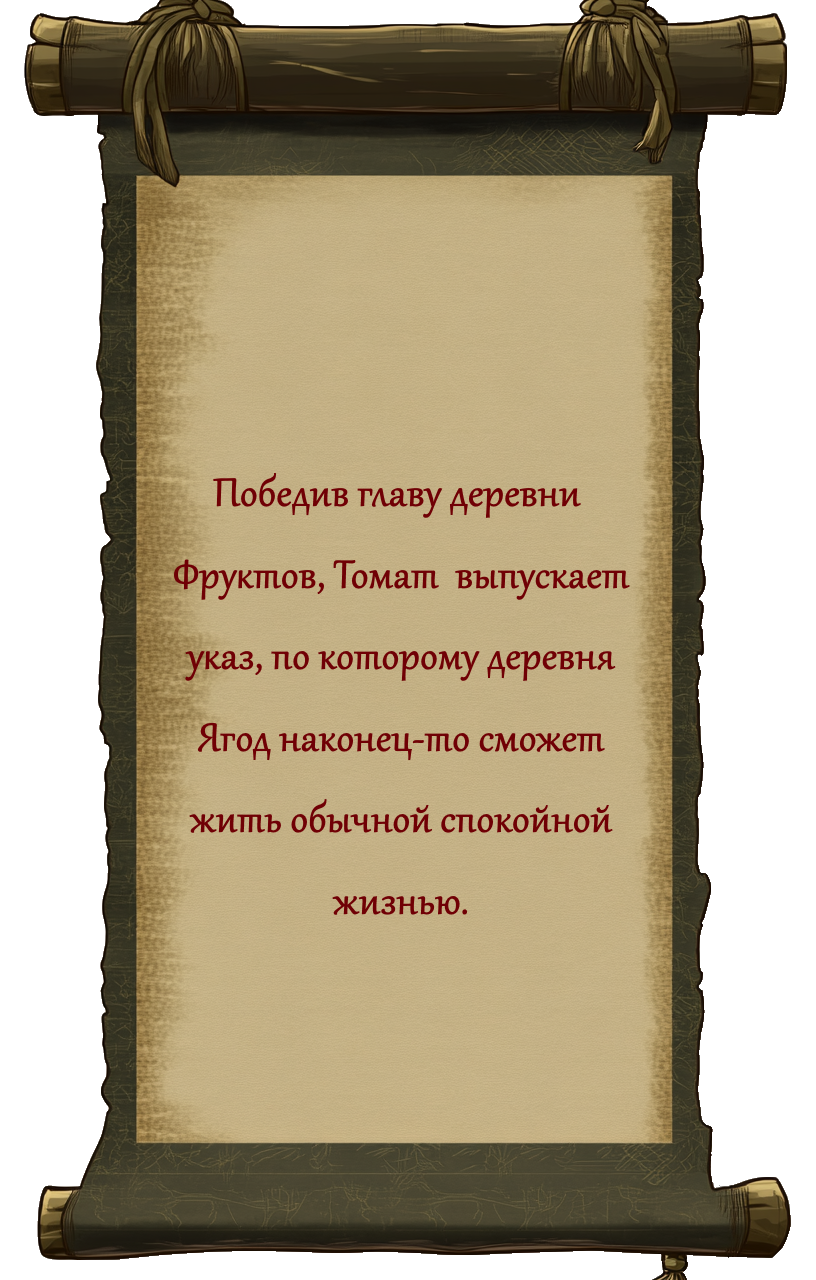 Победив главу деревни
Фруктов, Томат выпускает
указ, по которому деревня
Ягод наконец-то сможет
жить обычной спокойной
жизнью.